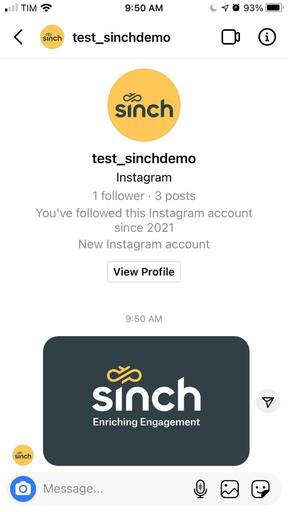 TIM
9:50 AM
93%
sinch
test_sinchdemo
sinch
test_sinchdemo
Instagram
1 follower · 3 posts
You've followed this Instagram account
since 2021
New Instagram account
View Profile
9:50 AM
sinch
Enriching Engagement
sinch
Message...